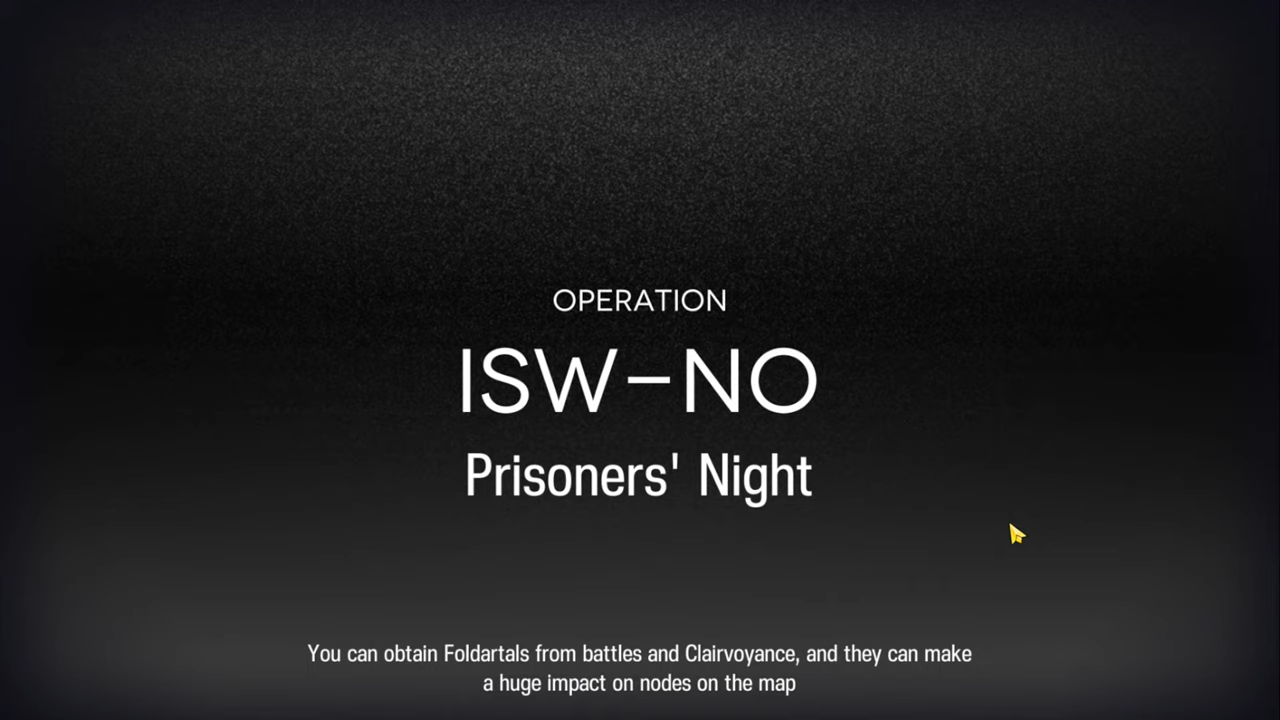 OPERATION
ISW-NO
Prisoners' Night
You can obtain Foldartals from battles and Clairvoyance, and they can make
a huge impact on nodes on the map